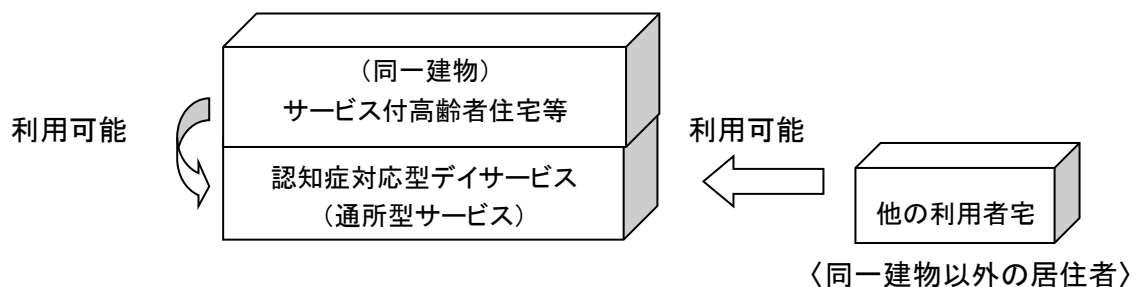 （同一建物）
サービス付高齢者住宅等
利用可能
認知症対応型デイサービス
（通所型サービス）
利用可能
他の利用者宅
〈同一建物以外の居住者〉